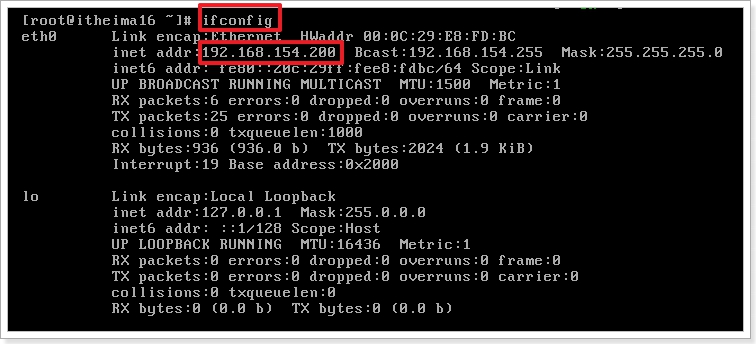 [root@itheima16 ~]# ifconfig
eth0 Link encap:Ethernet HWaddr 00:0C:29:E8:FD:BC
inet addr:192.168.154.200 Bcast:192.168.154.255 Mask:255.255.255.0
inet6 addr: fe80::20c:29ff:fee8:fdbc/64 Scope:Link
UP BROADCAST RUNNING MULTICAST MTU:1500 Metric:1
RX packets:6 errors:0 dropped:0 overruns:0 frame:0
TX packets:25 errors:0 dropped:0 overruns:0 carrier:0
collisions:0 txqueuelen:1000
RX bytes:936 (936.0 b) TX bytes:2024 (1.9 KiB)
Interrupt:19 Base address:0x2000
lo Link encap:Local Loopback
inet addr:127.0.0.1 Mask:255.0.0.0
inet6 addr: ::1/128 Scope:Host
UP LOOPBACK RUNNING MTU:16436 Metric:1
RX packets:0 errors:0 dropped:0 overruns:0 frame:0
TX packets:0 errors:0 dropped:0 overruns:0 carrier:0
collisions:0 txqueuelen:0
RX bytes:0 (0.0 b) TX bytes:0 (0.0 b)